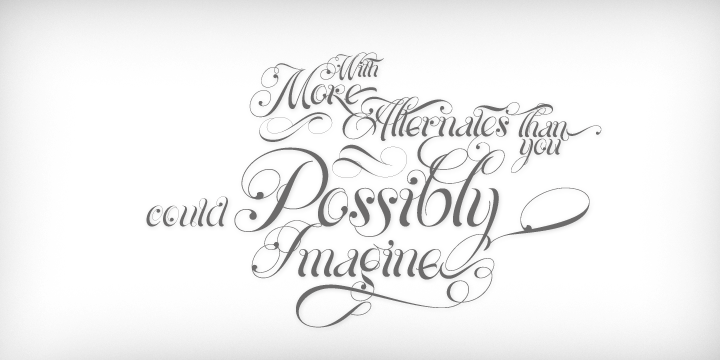 With
More
Alternates than
you
could Possibly
Imagine